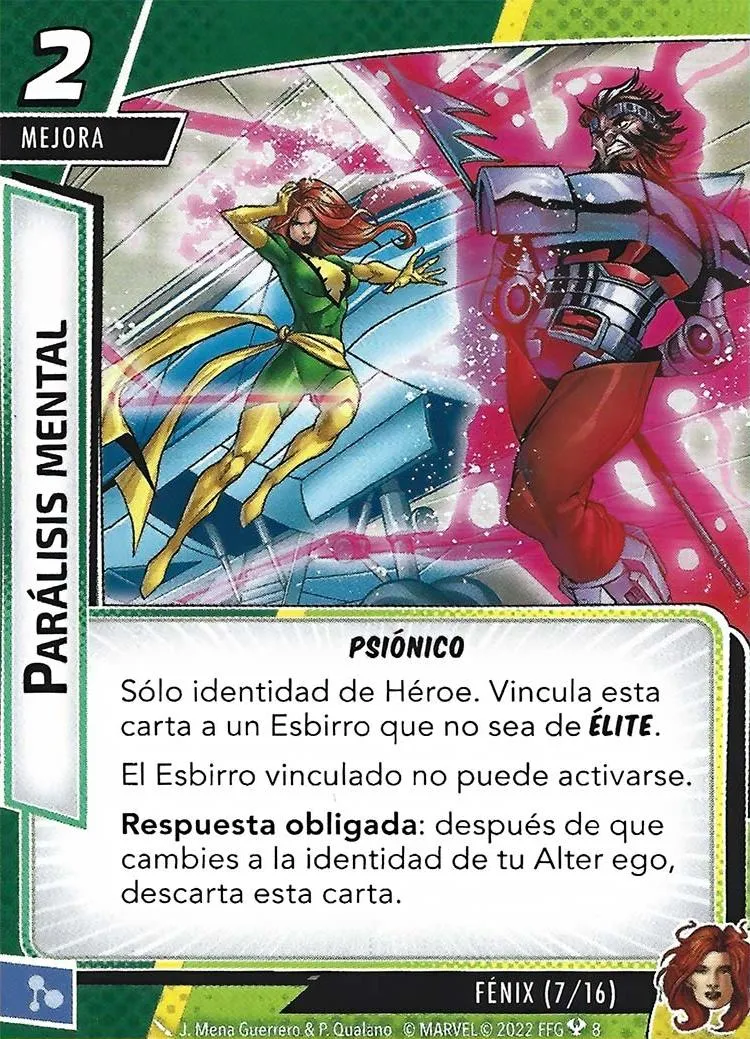 2
MEJORA
PARÁLISIS MENTAL
PSIÓNICO
Sólo identidad de Héroe. Vincula esta
carta a un Esbirro que no sea de ÉLITE.
El Esbirro vinculado no puede activarse.
Respuesta obligada: después de que
cambies a la identidad de tu Alter ego,
descarta esta carta.
FÉNIX (7/16)
J. Mena Guerrero & P. Qualano © MARVEL © 2022 FFG 8